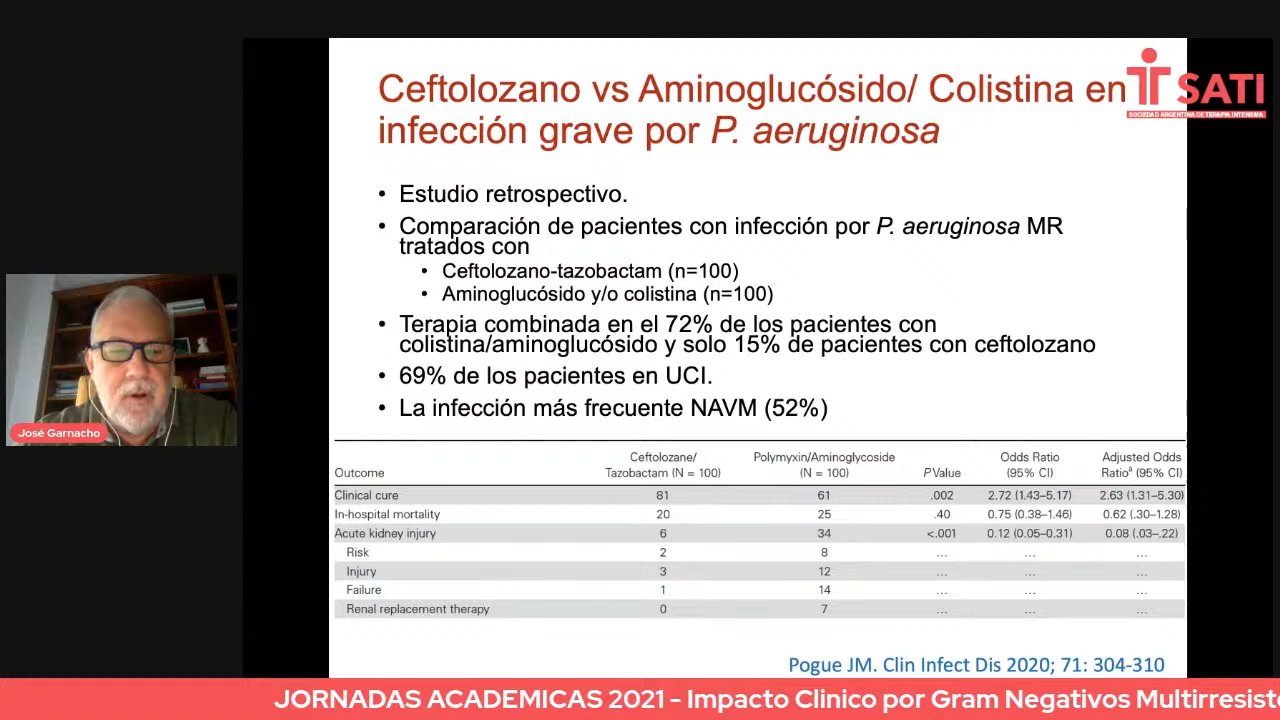 Ceftolozano vs Aminoglucósido/ Colistina en
infección grave por P. aeruginosa
SATI
SOCIEDAD ARGENTINA DE TERAPIA INTENSIVA
• Estudio retrospectivo.
• Comparación de pacientes con infección por P. aeruginosa MR
tratados con
• Ceftolozano-tazobactam (n=100)
• Aminoglucósido y/o colistina (n=100)
• Terapia combinada en el 72% de los pacientes con
colistina/aminoglucósido y solo 15% de pacientes con ceftolozano
• 69% de los pacientes en UCI.
• La infección más frecuente NAVM (52%)
José Garnacho
Ceftolozane/ Polymyxin/Aminoglycoside Odds Ratio Adjusted Odds
Outcome Tazobactam (N = 100) (N = 100) P Value (95% CI) Ratioª (95% CI)
Clinical cure 81 61 .002 2.72 (1.43–5.17) 2.63 (1.31–5.30)
In-hospital mortality 20 25 .40 0.75 (0.38–1.46) 0.62 (.30–1.28)
Acute kidney injury 6 34 <.001 0.12 (0.05–0.31) 0.08 (.03–.22)
Risk 2 8 ... ... ...
Injury 3 12 ... ... ...
Failure 1 14 ... ... ...
Renal replacement therapy 0 7 ... ... ...
Pogue JM. Clin Infect Dis 2020; 71: 304-310
JORNADAS ACADEMICAS 2021 - Impacto Clinico por Gram Negativos Multirresist